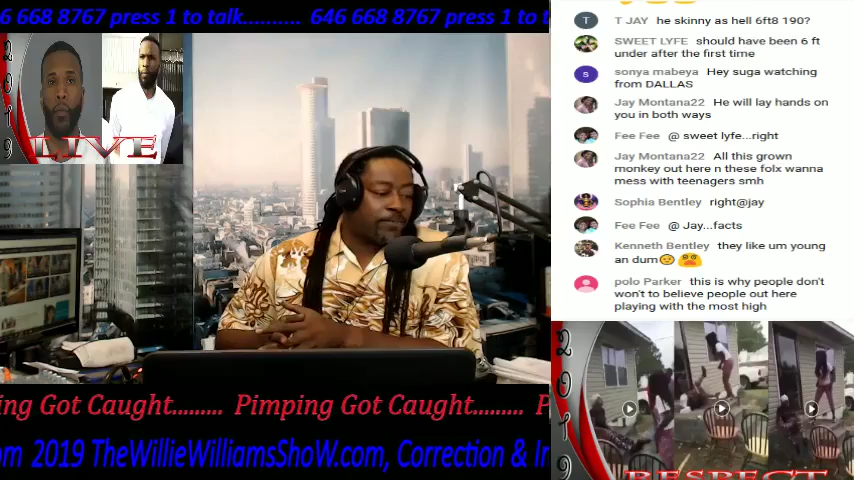 6 668 8767 press 1 to talk.......... 646 668 8767 press 1 to t
2019
LIVE
T JAY he skinny as hell 6ft8 190?
SWEET LYFE should have been 6 ft
under after the first time
sonya mabeya Hey suga watching
from DALLAS
Jay Montana22 He will lay hands on
you in both ways
Fee Fee @ sweet lyfe...right
Jay Montana22 All this grown
monkey out here n these folx wanna
mess with teenagers smh
Sophia Bentley right@jay
Fee Fee @ Jay...facts
Kenneth Bentley they like um young
an dum
polo Parker this is why people don't
won't to believe people out here
playing with the most high
2019
RESPECT
ing Got Caught......... Pimping Got Caught......... P
om 2019 TheWillieWilliamsShoW.com, Correction & In